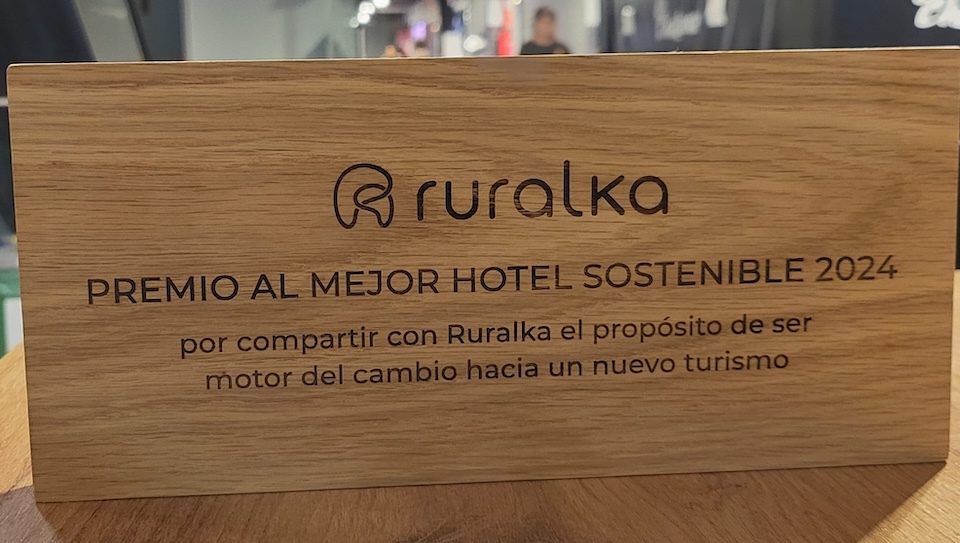 ruralka
PREMIO AL MEJOR HOTEL SOSTENIBLE 2024
por compartir con Ruralka el propósito de ser
motor del cambio hacia un nuevo turismo